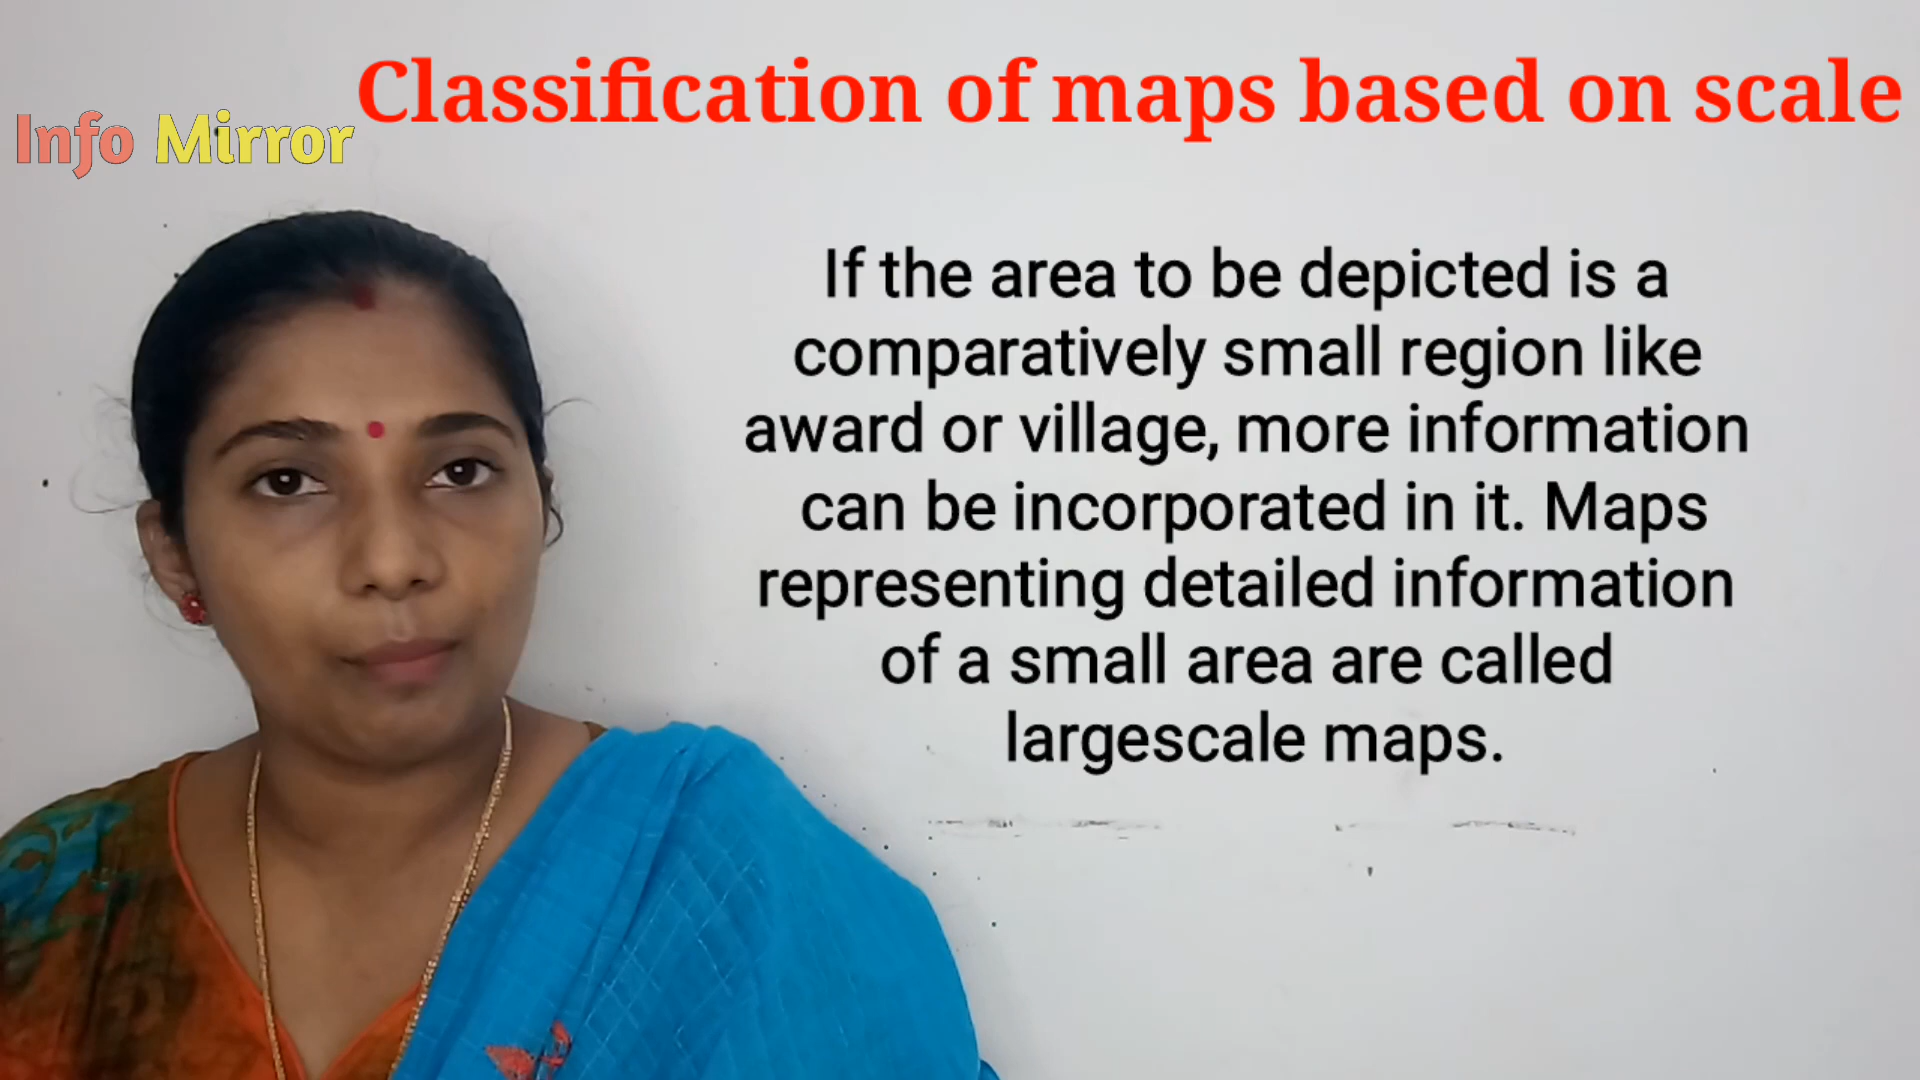 Classification of maps based on scale
Info Mirror
If the area to be depicted is a
comparatively small region like
award or village, more information
can be incorporated in it. Maps
representing detailed information
of a small area are called
largescale maps.